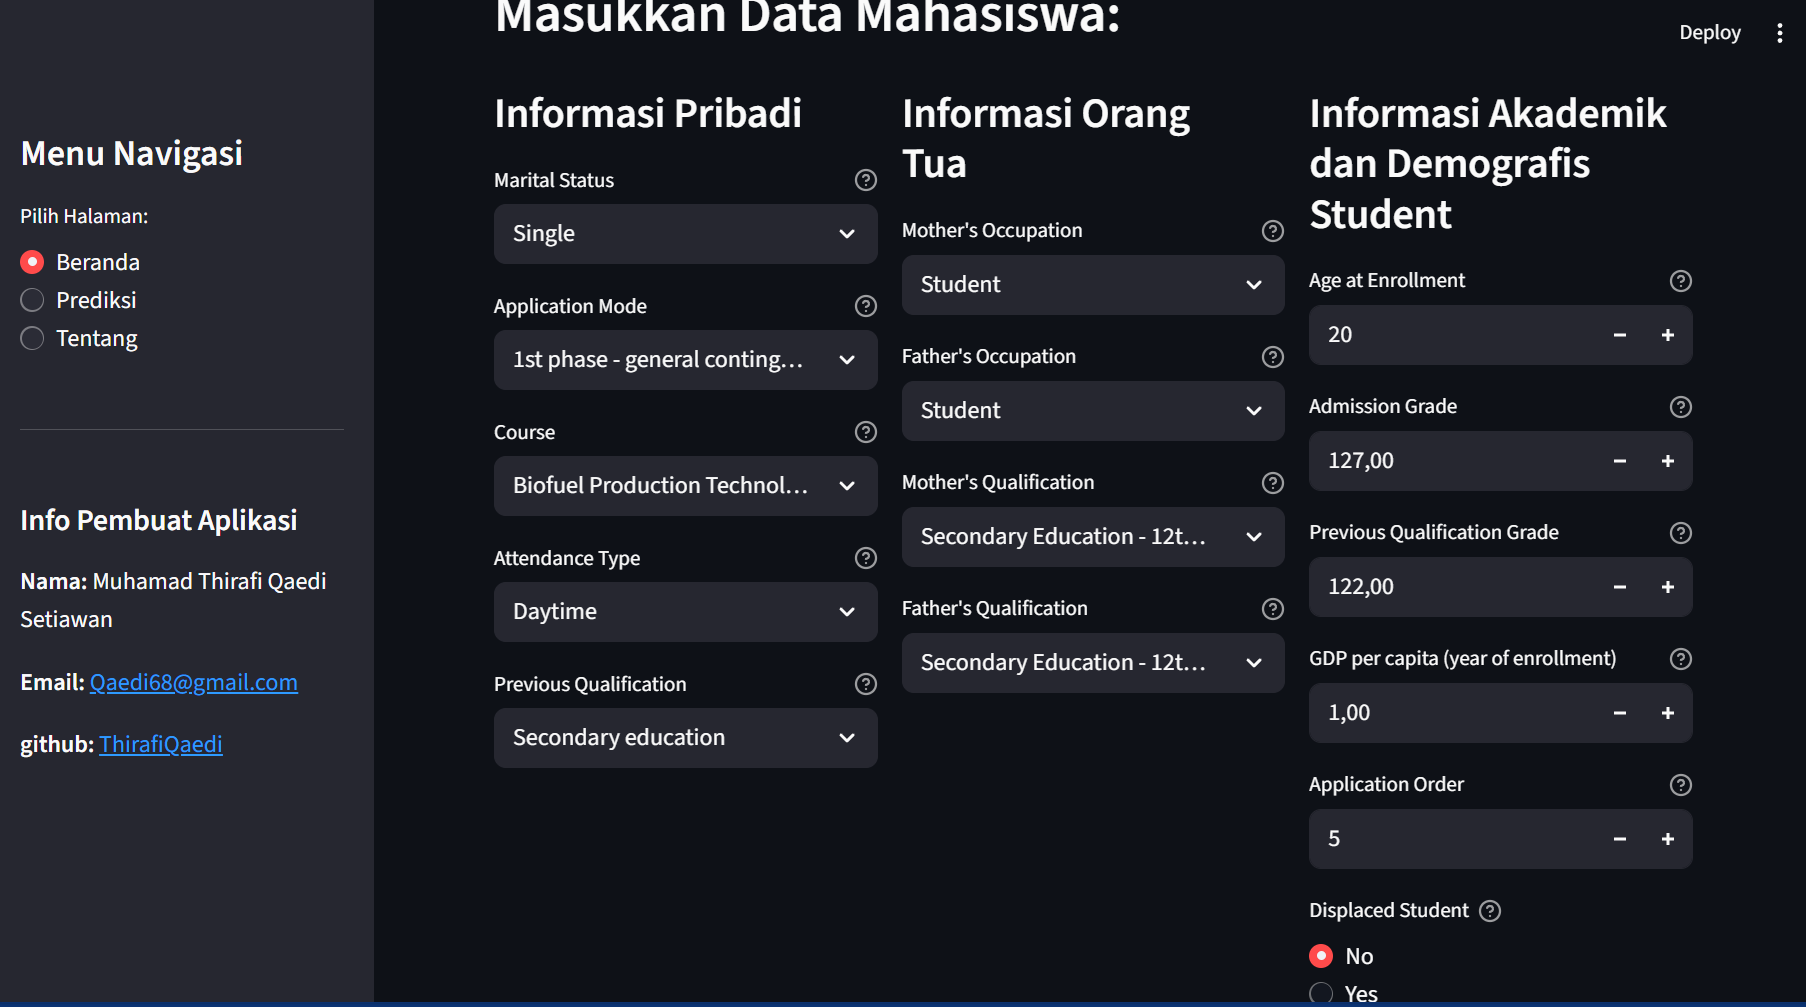 Masukkan Data Mahasiswa:
Deploy
Menu Navigasi
Pilih Halaman:
Beranda
Prediksi
Tentang
Info Pembuat Aplikasi
Nama: Muhamad Thirafi Qaedi
Setiawan
Email: Qaedi68@gmail.com
github: ThirafiQaedi
Informasi Pribadi
Marital Status
Single
Application Mode
1st phase - general conting...
Course
Biofuel Production Technol...
Attendance Type
Daytime
Previous Qualification
Secondary education
Informasi Orang
Tua
Mother's Occupation
Student
Father's Occupation
Student
Mother's Qualification
Secondary Education - 12t...
Father's Qualification
Secondary Education - 12t...
Informasi Akademik
dan Demografis
Student
Age at Enrollment
20
Admission Grade
127,00
Previous Qualification Grade
122,00
GDP per capita (year of enrollment)
1,00
Application Order
5
Displaced Student
No
Yes